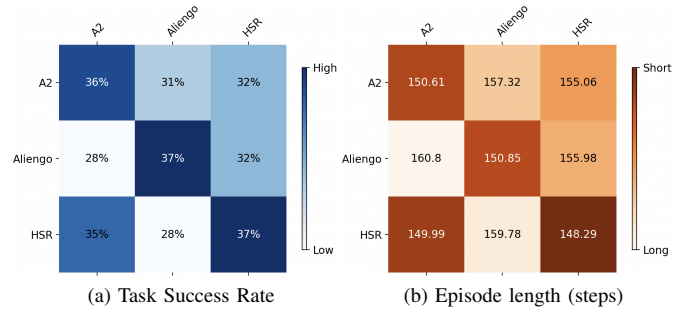 A2 Aliengo HSR
A2 36% 31% 32%
Aliengo 28% 37% 32%
HSR 35% 28% 37%
High
Low
(a) Task Success Rate
A2 Aliengo HSR
A2 150.61 157.32 155.06
Aliengo 160.8 150.85 155.98
HSR 149.99 159.78 148.29
Short
Long
(b) Episode length (steps)